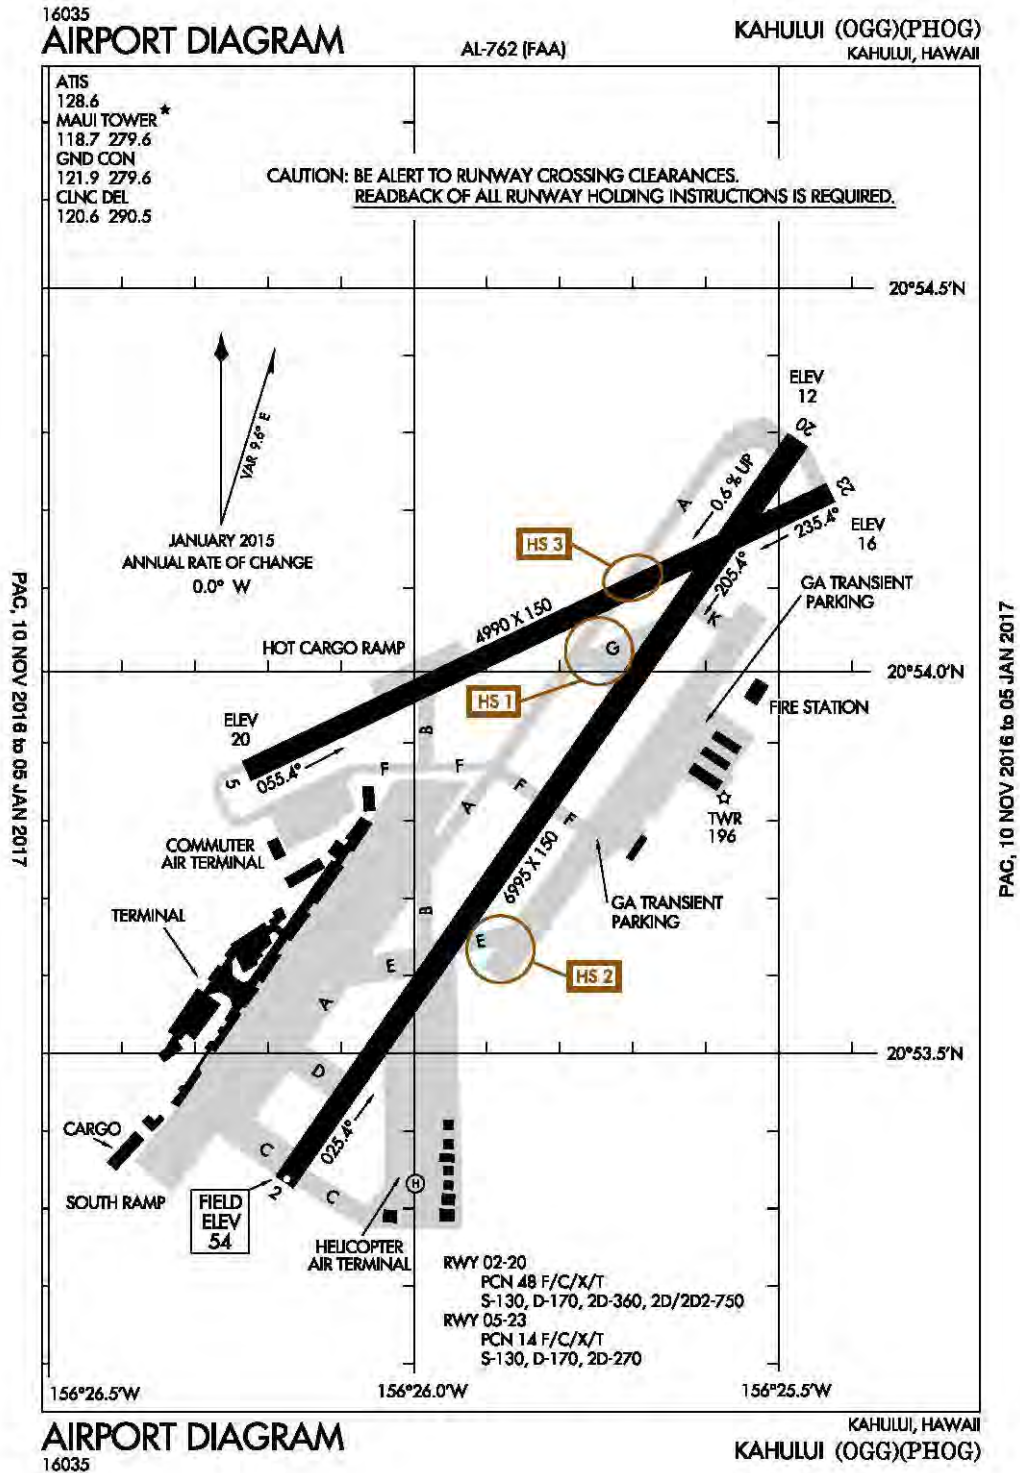 16035
AIRPORT DIAGRAM
AL-762 (FAA)
KAHULUI (OGG)(PHOG)
KAHULUI, HAWAII
ATIS
128.6
MAUI TOWER ★
118.7 279.6
GND CON
121.9 279.6
CLNC DEL
120.6 290.5
CAUTION: BE ALERT TO RUNWAY CROSSING CLEARANCES.
READBACK OF ALL RUNWAY HOLDING INSTRUCTIONS IS REQUIRED.
20°54.5'N
VAR 9.6° E
JANUARY 2015
ANNUAL RATE OF CHANGE
0.0° W
ELEV
12
20
A
0.6% UP
23
ELEV
16
235.4°
HS 3
205.4°
GA TRANSIENT
PARKING
K
4990 X 150
HOT CARGO RAMP
G
20°54.0'N
HS 1
FIRE STATION
ELEV
20
B
5
055.4°
F
F
F
A
F
TWR
196
COMMUTER
AIR TERMINAL
6995 X 150
TERMINAL
B
GA TRANSIENT
PARKING
E
E
HS 2
A
20°53.5'N
D
CARGO
C
025.4°
SOUTH RAMP
2
C
H
FIELD
ELEV
54
HELICOPTER
AIR TERMINAL
RWY 02-20
PCN 48 F/C/X/T
S-130, D-170, 2D-360, 2D/2D2-750
RWY 05-23
PCN 14 F/C/X/T
S-130, D-170, 2D-270
156°26.5'W
156°26.0'W
156°25.5'W
AIRPORT DIAGRAM
16035
KAHULUI, HAWAII
KAHULUI (OGG)(PHOG)
PAC, 10 NOV 2016 to 05 JAN 2017
PAC, 10 NOV 2016 to 05 JAN 2017